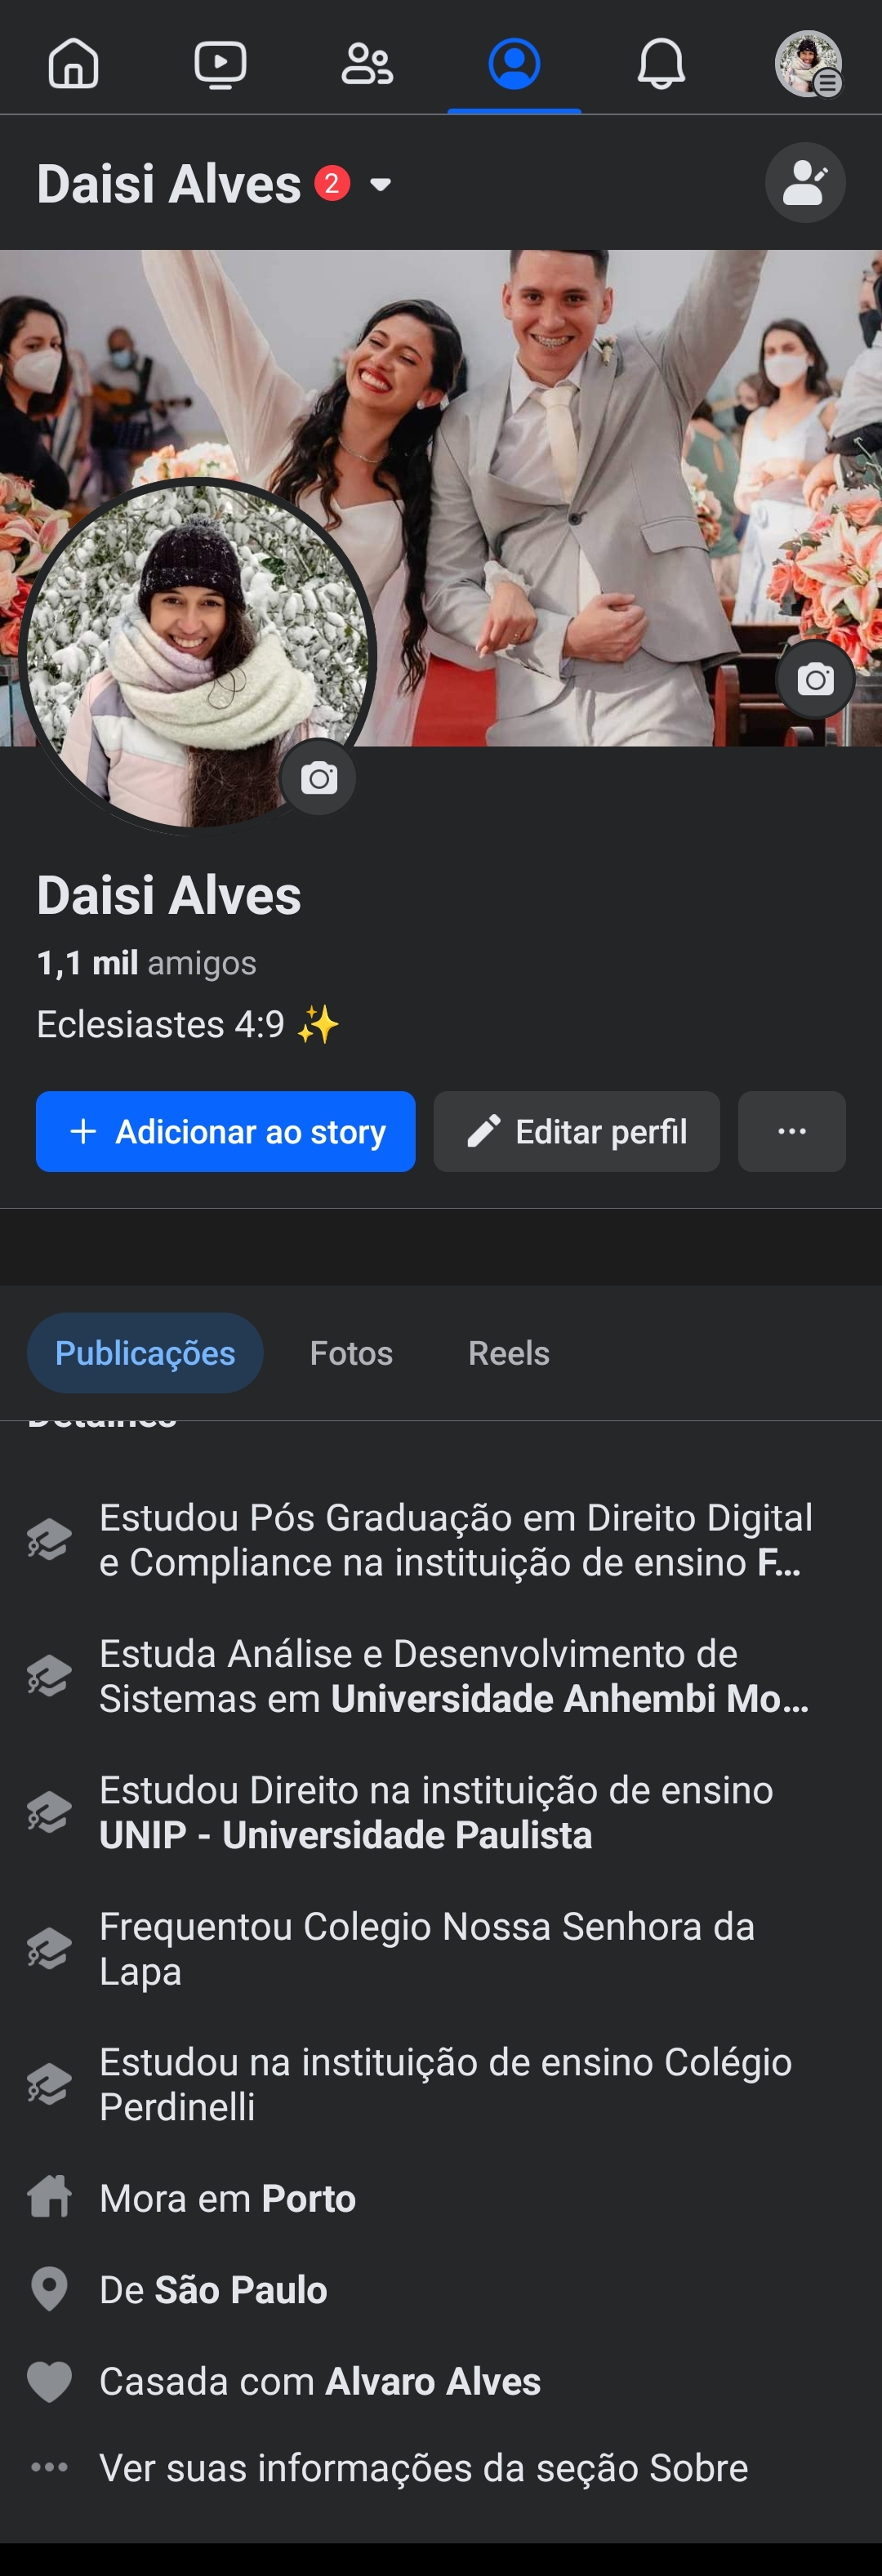 Daisi Alves 2
Daisi Alves
1,1 mil amigos
Eclesiastes 4:9 ✨
+ Adicionar ao story
Editar perfil
...
Publicações
Fotos
Reels
Detalhes
Estudou Pós Graduação em Direito Digital
e Compliance na instituição de ensino F...
Estuda Análise e Desenvolvimento de
Sistemas em Universidade Anhembi Mo...
Estudou Direito na instituição de ensino
UNIP - Universidade Paulista
Frequentou Colegio Nossa Senhora da
Lapa
Estudou na instituição de ensino Colégio
Perdinelli
Mora em Porto
De São Paulo
Casada com Alvaro Alves
Ver suas informações da seção Sobre